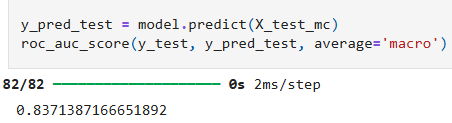 y_pred_test = model.predict(X_test_mc)
roc_auc_score(y_test, y_pred_test, average='macro')
82/82 ━━━━━━━━━━━━━━━━━━━━ 0s 2ms/step
0.8371387166651892